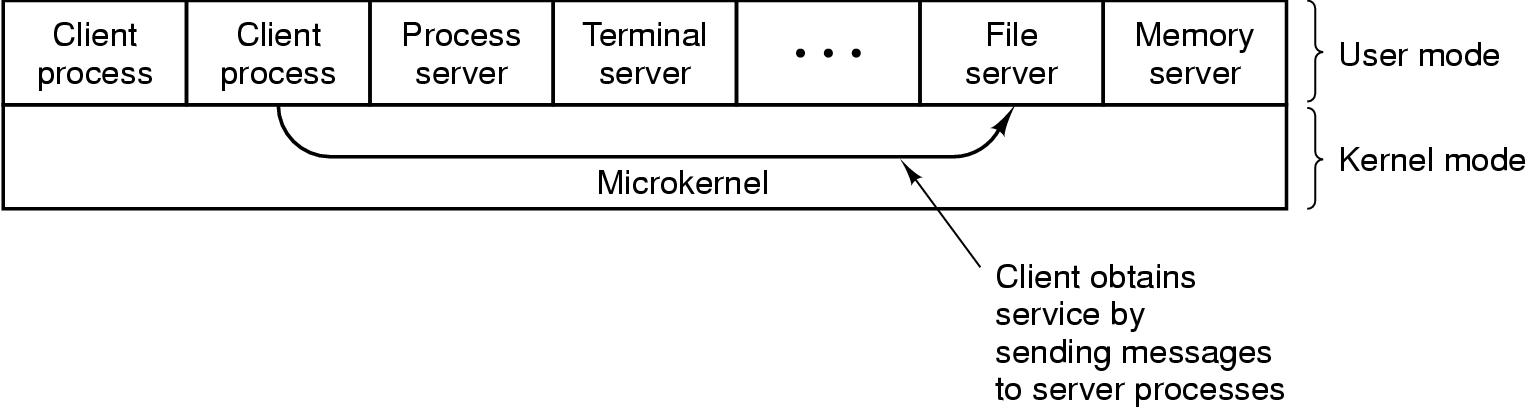 Client
process
Client
process
Process
server
Terminal
server
...
File
server
Memory
server
User mode
Microkernel
Kernel mode
Client obtains
service by
sending messages
to server processes